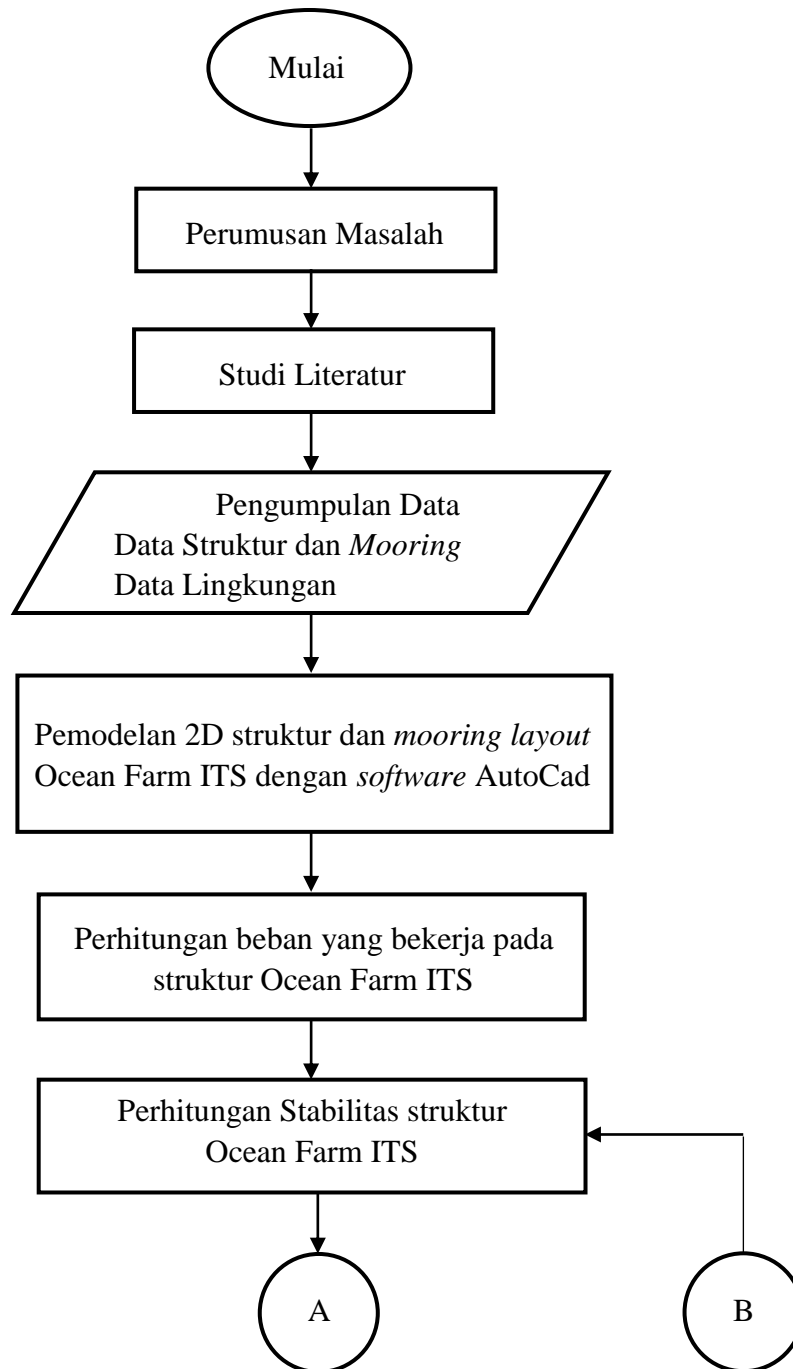 Mulai
Perumusan Masalah
Studi Literatur
Pengumpulan Data
Data Struktur dan Mooring
Data Lingkungan
Pemodelan 2D struktur dan mooring layout
Ocean Farm ITS dengan software AutoCad
Perhitungan beban yang bekerja pada
struktur Ocean Farm ITS
Perhitungan Stabilitas struktur
Ocean Farm ITS
A
B